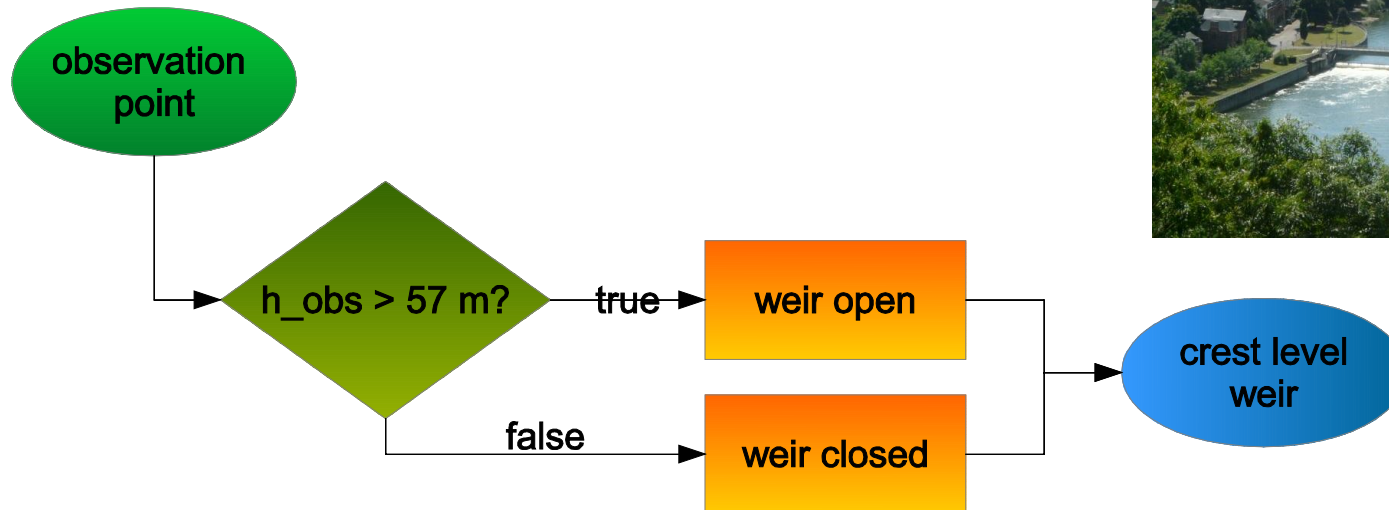 observation
point
h_obs > 57 m?
true
weir open
false
weir closed
crest level
weir